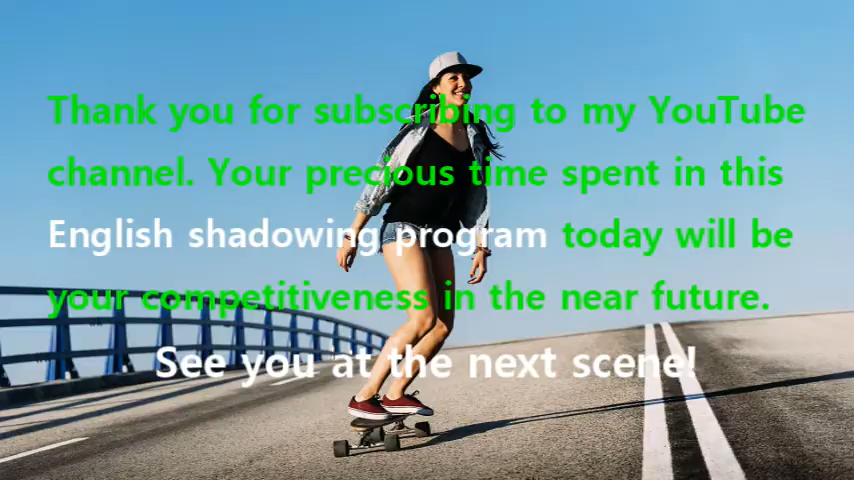 Thank you for subscribing to my YouTube
channel. Your precious time spent in this
English shadowing program today will be
your competitiveness in the near future.
See you at the next scene!